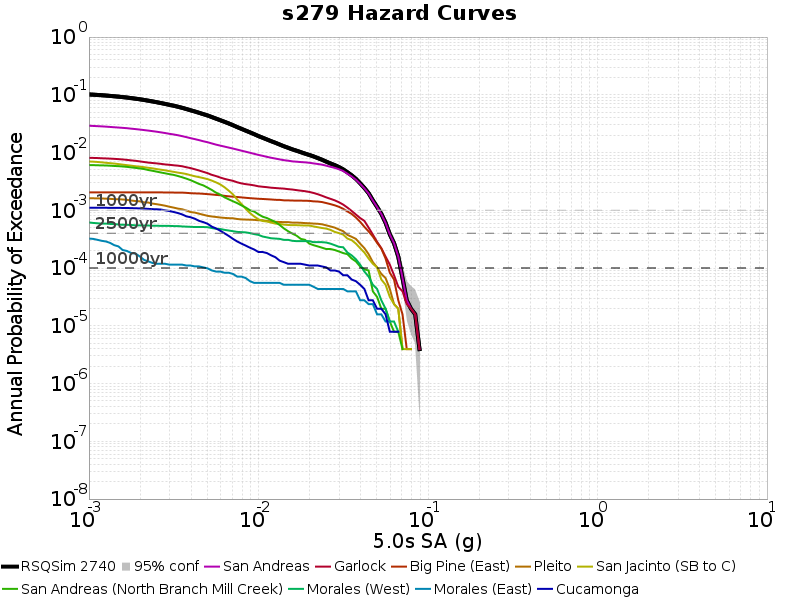 s279 Hazard Curves
Annual Probability of Exceedance
10^0
10^-1
10^-2
10^-3
10^-4
10^-5
10^-6
10^-7
10^-8
1000yr
2500yr
10000yr
10^-3 10^-2 10^-1 10^0 10^1
5.0s SA (g)
RSQSim 2740 95% conf San Andreas Garlock Big Pine (East) Pleito San Jacinto (SB to C)
San Andreas (North Branch Mill Creek) Morales (West) Morales (East) Cucamonga